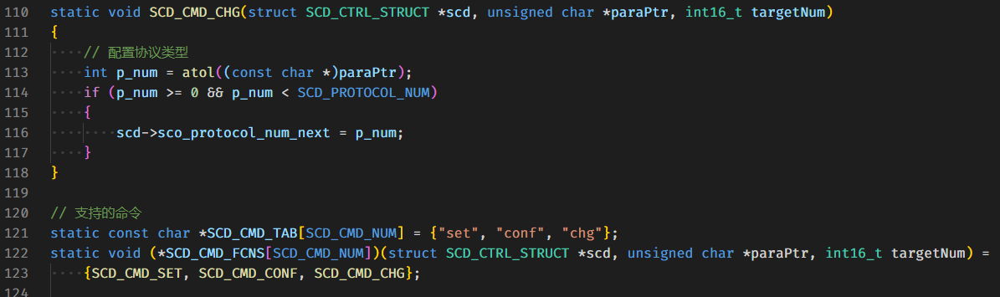 110 static void SCD_CMD_CHG(struct SCD_CTRL_STRUCT *scd, unsigned char *paraPtr, int16_t targetNum)
111 {
112     // 配置协议类型
113     int p_num = atol((const char *)paraPtr);
114     if (p_num >= 0 && p_num < SCD_PROTOCOL_NUM)
115     {
116         scd->sco_protocol_num_next = p_num;
117     }
118 }
119
120 // 支持的命令
121 static const char *SCD_CMD_TAB[SCD_CMD_NUM] = {"set", "conf", "chg"};
122 static void (*SCD_CMD_FCNS[SCD_CMD_NUM])(struct SCD_CTRL_STRUCT *scd, unsigned char *paraPtr, int16_t targetNum) =
123     {SCD_CMD_SET, SCD_CMD_CONF, SCD_CMD_CHG};
124